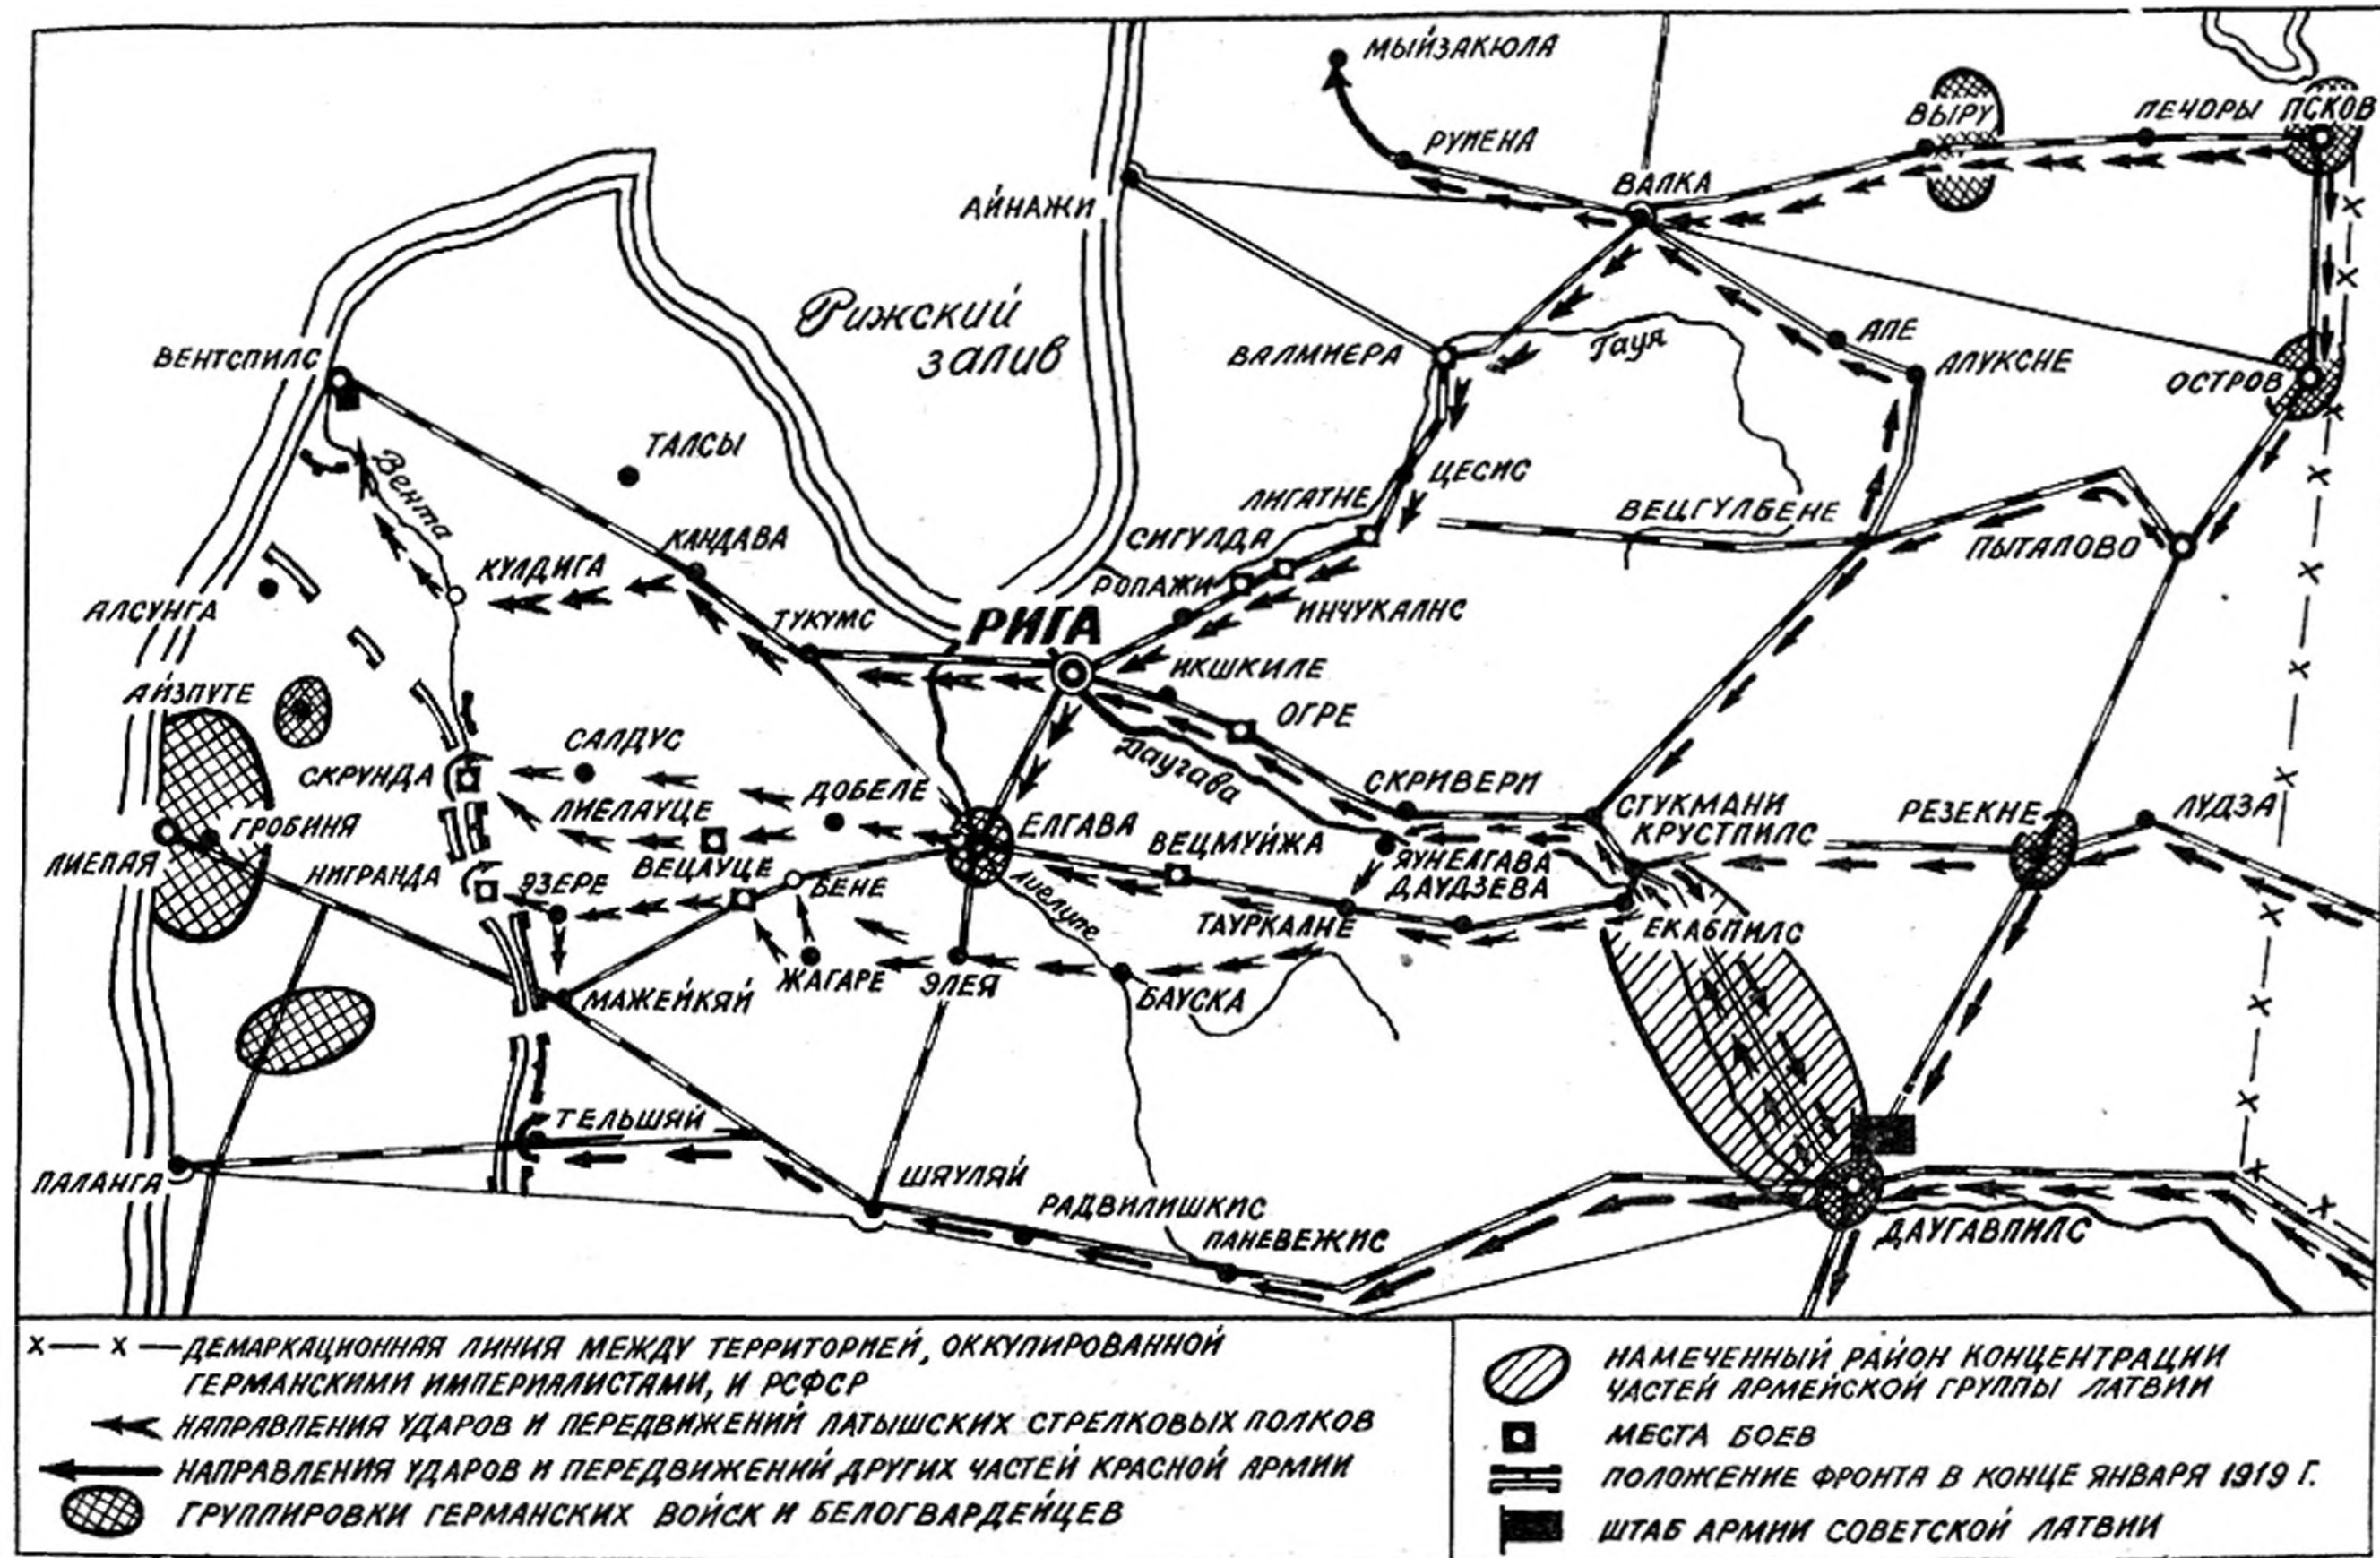 МЫЙЗАКЮЛА
РУЙЕНА
ВЫРУ
ПЕЧОРЫ
ПСКОВ
ВАЛКА
АЙНАЖИ
Рижский
залив
ВЕНТСПИЛС
ВАЛМИЕРА
Гауя
АПЕ
АЛУКСНЕ
ОСТРОВ
ТАЛСЫ
Вента
ЦЕСИС
ЛИГАТНЕ
ВЕЦГУЛБЕНЕ
КАНДАВА
СИГУЛДА
ПЫТАЛОВО
КУЛДИГА
РОПАЖИ
ИНЧУКАЛНС
АЛСУНГА
ТУКУМС
РИГА
ИКШКИЛЕ
АЙЗПУТЕ
ОГРЕ
САЛДУС
Даугава
СКРУНДА
СКРИВЕРИ
ДОБЕЛЕ
СТУКМАНИ
РЕЗЕКНЕ
ЛУДЗА
ЛИЕЛАУЦЕ
ЕЛГАВА
КРУСТПИЛС
ГРОБИНЯ
ВЕЦМУЙЖА
ЛИЕПАЯ
ЯУНЕЛГАВА
НИГРАНДА
ЭЗЕРЕ
ВЕЦАУЦЕ
БЕНЕ
ДАУДЗЕВА
Лиелупе
ТАУРКАЛНЕ
ЕКАБПИЛС
МАЖЕЙКЯЙ
ЖАГАРЕ
ЭЛЕЯ
БАУСКА
ТЕЛЬШЯЙ
ПАЛАНГА
ШЯУЛЯЙ
РАДВИЛИШКИС
ПАНЕВЕЖИС
ДАУГАВПИЛС
х— х —ДЕМАРКАЦИОННАЯ ЛИНИЯ МЕЖДУ ТЕРРИТОРИЕЙ, ОККУПИРОВАННОЙ
ГЕРМАНСКИМИ ИМПЕРИАЛИСТАМИ, И РСФСР
НАПРАВЛЕНИЯ УДАРОВ И ПЕРЕДВИЖЕНИЙ ЛАТЫШСКИХ СТРЕЛКОВЫХ ПОЛКОВ
НАПРАВЛЕНИЯ УДАРОВ И ПЕРЕДВИЖЕНИЙ ДРУГИХ ЧАСТЕЙ КРАСНОЙ АРМИИ
ГРУППИРОВКИ ГЕРМАНСКИХ ВОЙСК И БЕЛОГВАРДЕЙЦЕВ
НАМЕЧЕННЫЙ РАЙОН КОНЦЕНТРАЦИИ
ЧАСТЕЙ АРМЕЙСКОЙ ГРУППЫ ЛАТВИИ
МЕСТА БОЕВ
ПОЛОЖЕНИЕ ФРОНТА В КОНЦЕ ЯНВАРЯ 1919 Г.
ШТАБ АРМИИ СОВЕТСКОЙ ЛАТВИИ